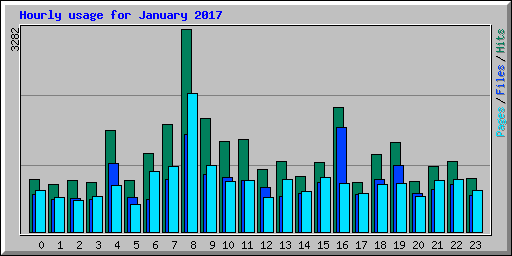 Hourly usage for January 2017
3282
Pages/Files/Hits
0 1 2 3 4 5 6 7 8 9 10 11 12 13 14 15 16 17 18 19 20 21 22 23